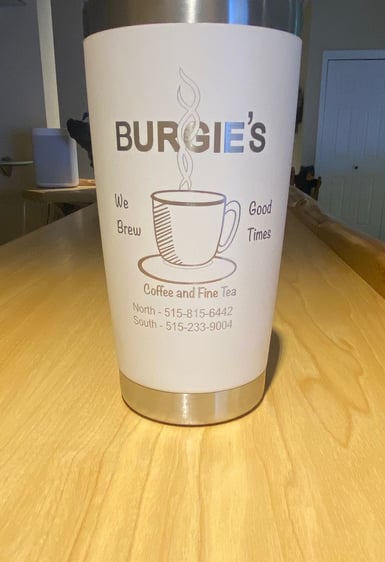 BURGIE'S
We Good
Brew Times
Coffee and Fine Tea
North - 515-815-6442
South - 515-233-9004